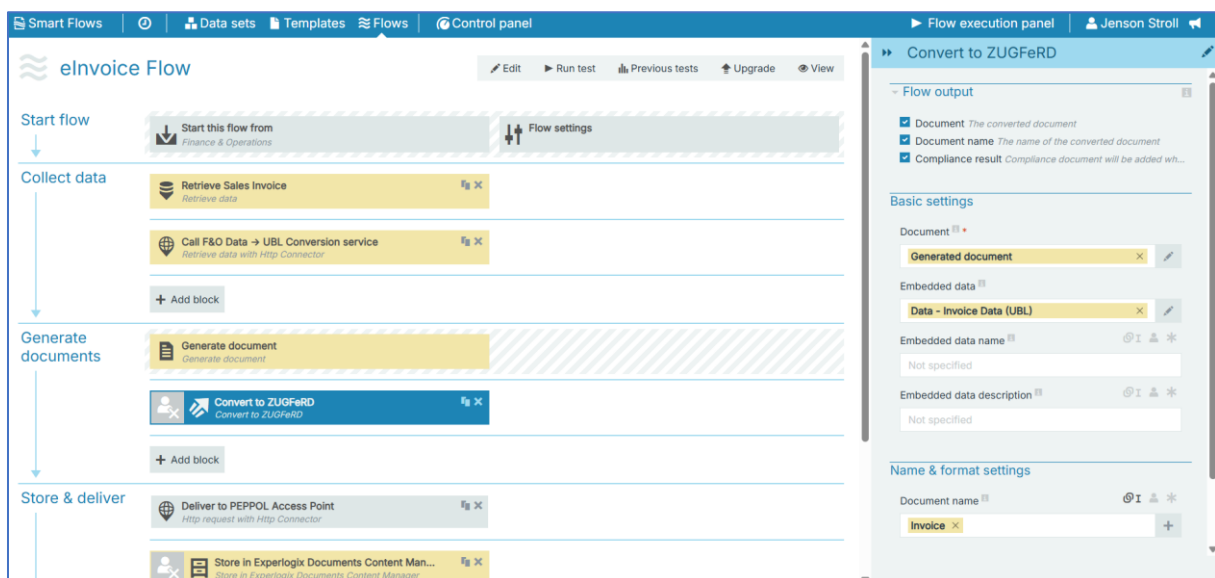 Smart Flows
Data sets
Templates
Flows
Control panel
Flow execution panel
Jenson Stroll
eInvoice Flow
Edit
Run test
Previous tests
Upgrade
View
Start flow
Start this flow from
Finance & Operations
Flow settings
Collect data
Retrieve Sales Invoice
Retrieve data
Call F&O Data → UBL Conversion service
Retrieve data with Http Connector
+ Add block
Generate
documents
Generate document
Generate document
Convert to ZUGFeRD
Convert to ZUGFeRD
+ Add block
Store & deliver
Deliver to PEPPOL Access Point
Http request with Http Connector
Store in Experlogix Documents Content Man...
Store in Experlogix Documents Content Manager
Convert to ZUGFeRD
Flow output
Document The converted document
Document name The name of the converted document
Compliance result Compliance document will be added wh...
Basic settings
Document *
Generated document
Embedded data
Data - Invoice Data (UBL)
Embedded data name
Not specified
Embedded data description
Not specified
Name & format settings
Document name
Invoice